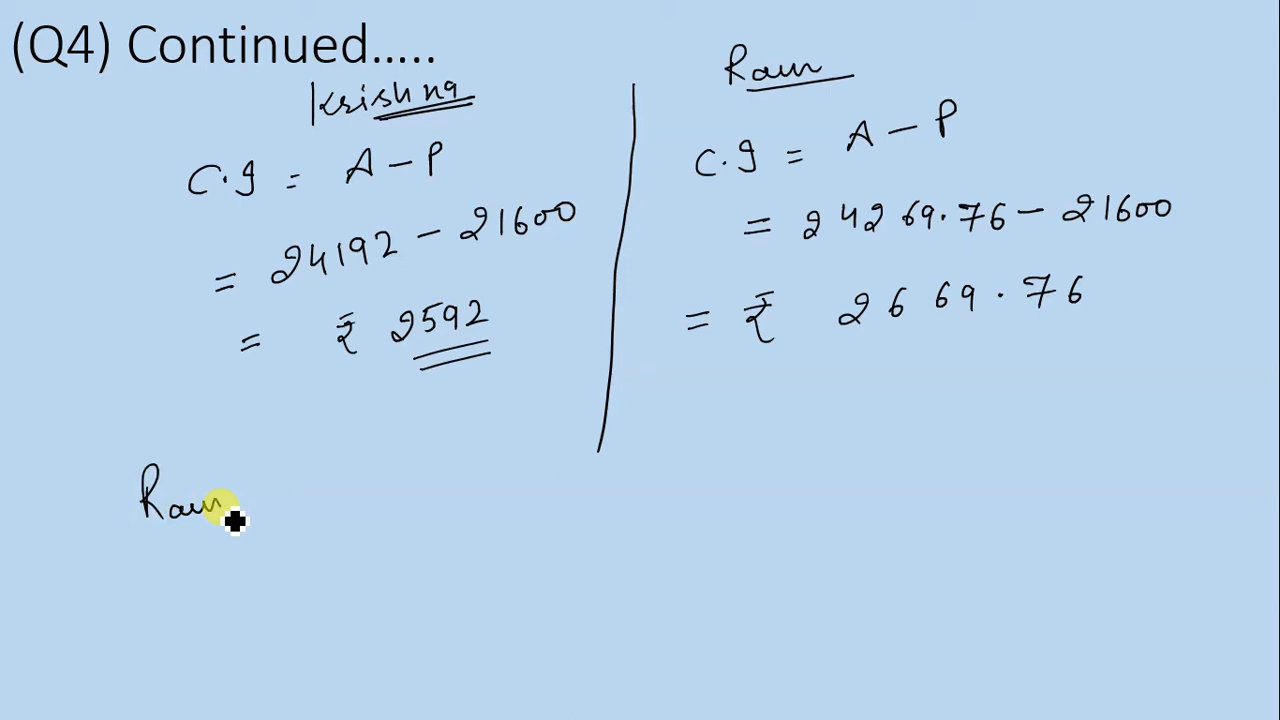 (Q4) Continued.....
Krishna
C.I = A - P
= 24192 - 21600
= ₹ 2592
Ram
C.I = A - P
= 24269.76 - 21600
= ₹ 2669.76
Ram